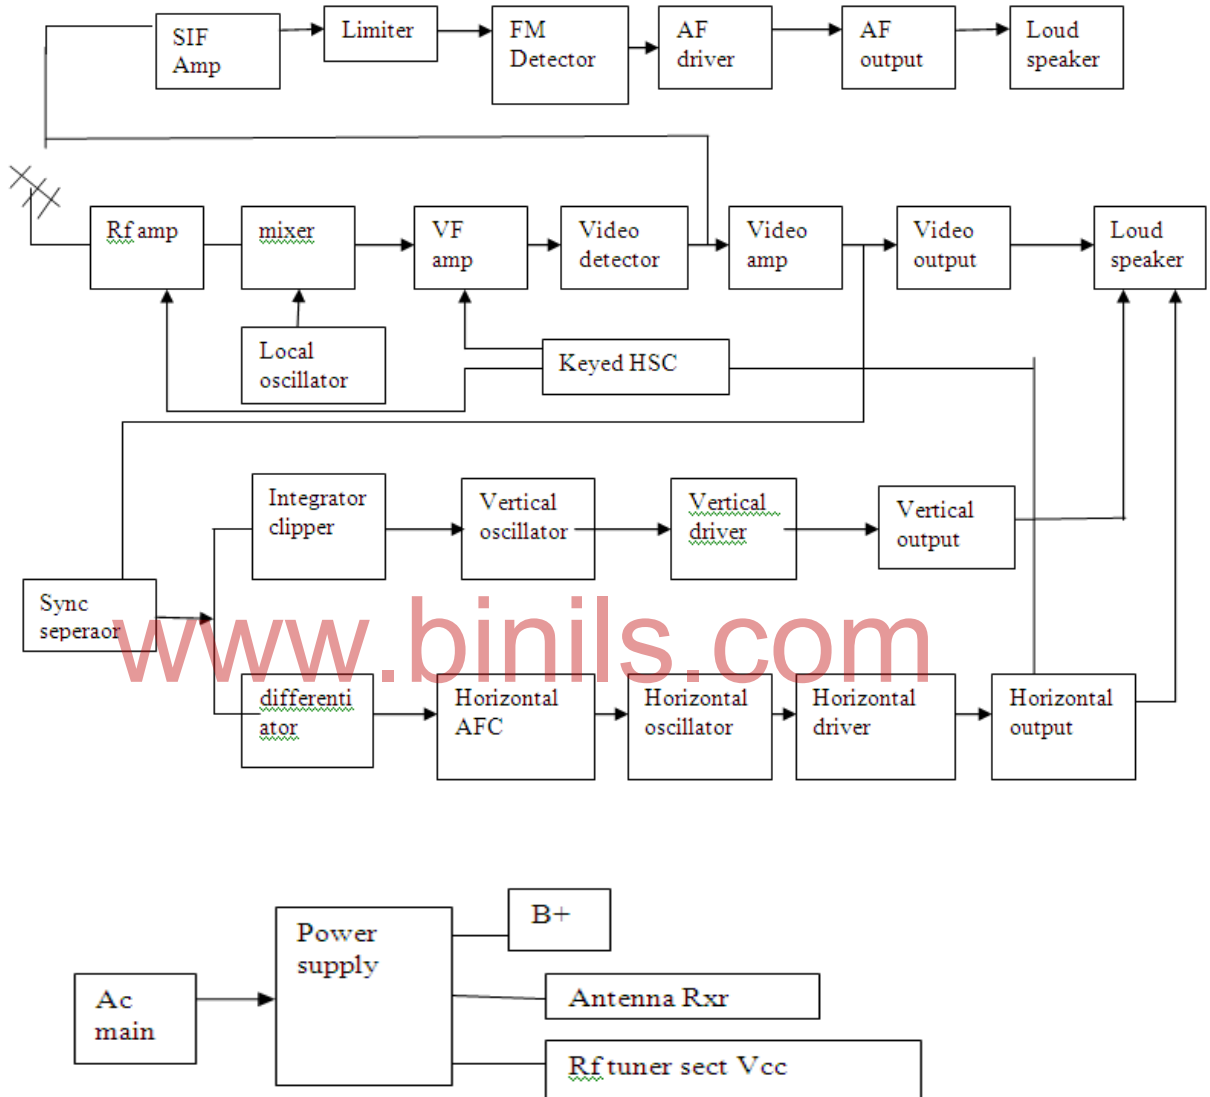 SIF
Amp
Limiter
FM
Detector
AF
driver
AF
output
Loud
speaker
Rf amp
mixer
VF
amp
Video
detector
Video
amp
Video
output
Loud
speaker
Local
oscillator
Keyed HSC
Integrator
clipper
Vertical
oscillator
Vertical
driver
Vertical
output
Sync
seperaor
www.binils.com
differenti
ator
Horizontal
AFC
Horizontal
oscillator
Horizontal
driver
Horizontal
output
Power
supply
B+
Ac
main
Antenna Rxr
Rf tuner sect Vcc